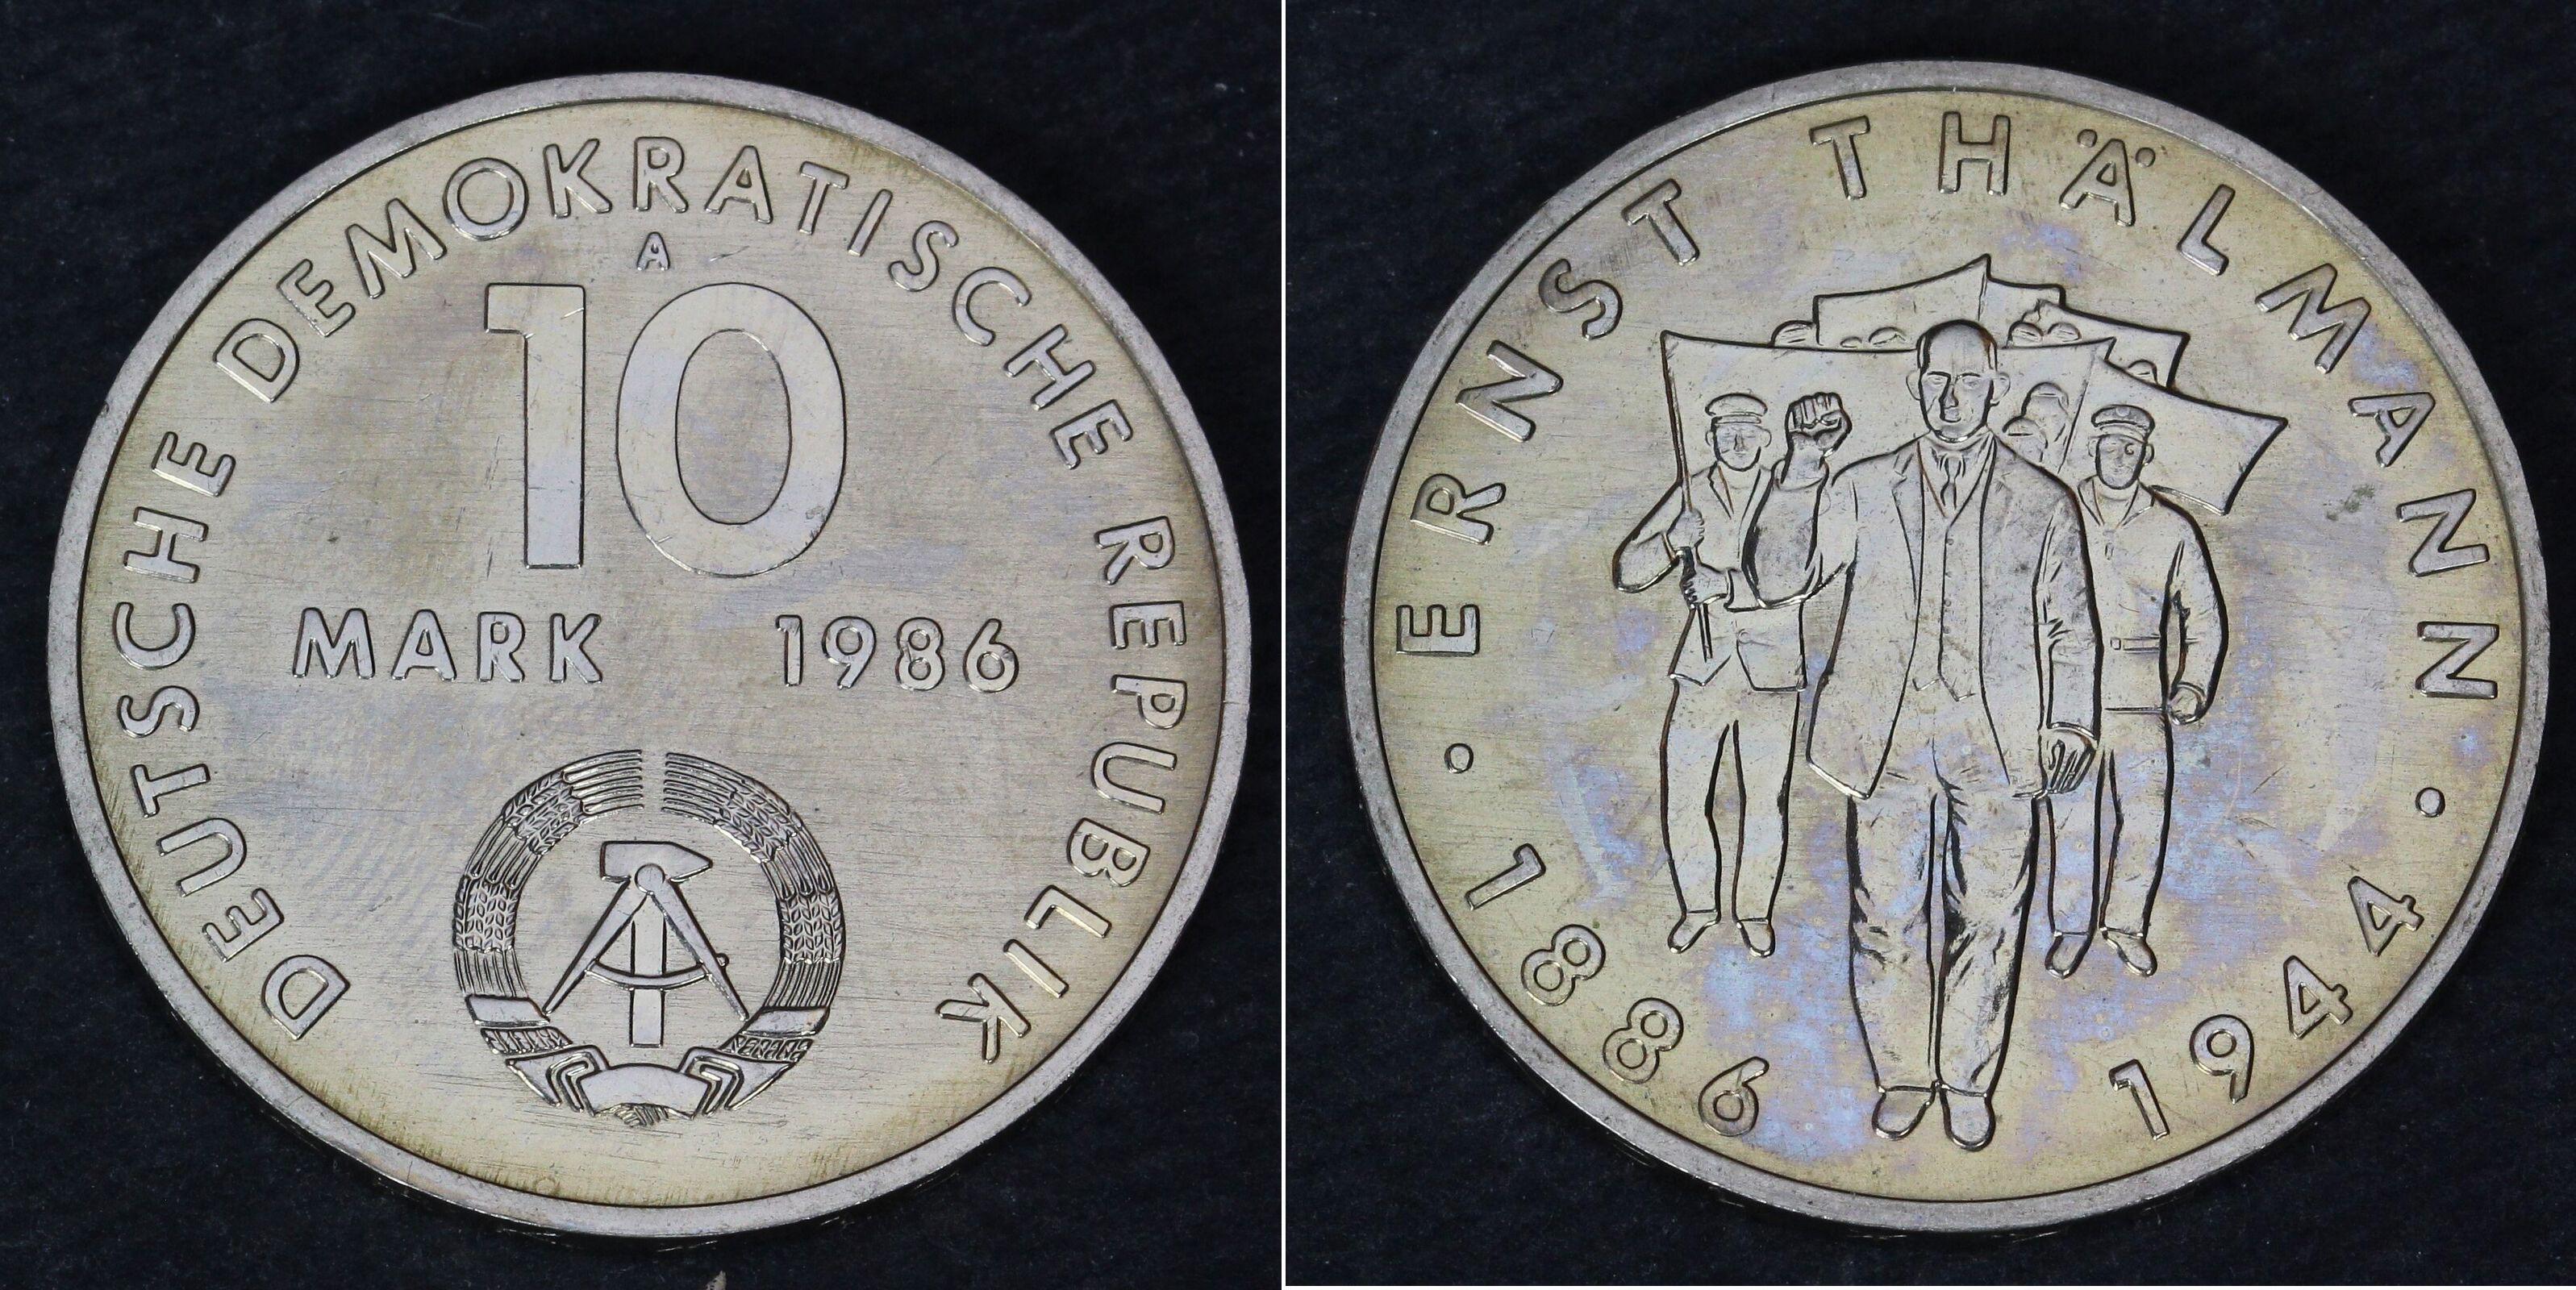 DEUTSCHE DEMOKRATISCHE REPUBLIK
A
10
MARK 1986
ERNST THÄLMANN
1886 1944